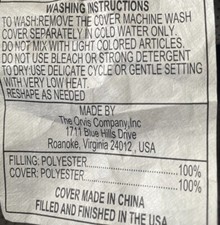 WASHING INSTRUCTIONS
TO WASH:REMOVE THE COVER MACHINE WASH
COVER SEPARATELY IN COLD WATER ONLY.
DO NOT MIX WITH LIGHT COLORED ARTICLES.
DO NOT USE BLEACH OR STRONG DETERGENT
TO DRY:USE DELICATE CYCLE OR GENTLE SETTING
WITH VERY LOW HEAT.
RESHAPE AS NEEDED
MADE BY
The Orvis Company,Inc
1711 Blue Hills Drive
Roanoke, Virginia 24012 , USA
FILLING: POLYESTER..............................100%
COVER: POLYESTER..............................100%
COVER MADE IN CHINA
FILLED AND FINISHED IN THE USA